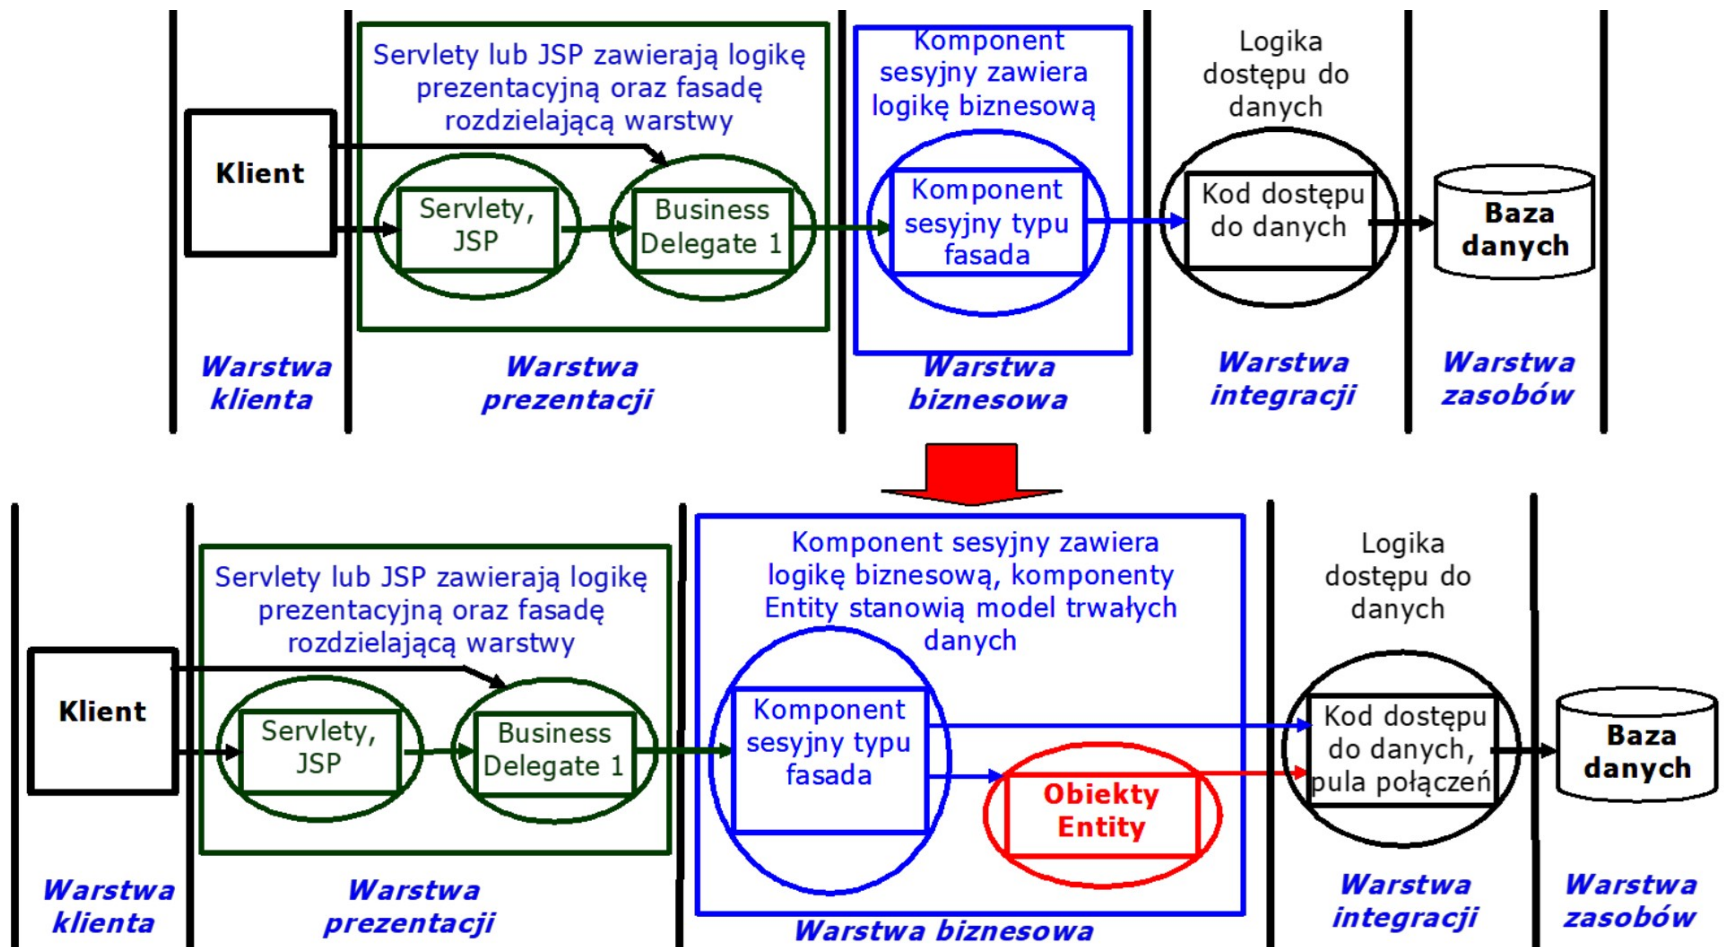 Servlety lub JSP zawierają logikę
prezentacyjną oraz fasadę
rozdzielającą warstwy
Komponent
sesyjny zawiera
logikę biznesową
Logika
dostępu do
danych
Klient
Servlety,
JSP
Business
Delegate 1
Komponent
sesyjny typu
fasada
Kod dostępu
do danych
Baza
danych
Warstwa
klienta
Warstwa
prezentacji
Warstwa
biznesowa
Warstwa
integracji
Warstwa
zasobów
Servlety lub JSP zawierają logikę
prezentacyjną oraz fasadę
rozdzielającą warstwy
Komponent sesyjny zawiera
logikę biznesową, komponenty
Entity stanowią model trwałych
danych
Logika
dostępu do
danych
Klient
Servlety,
JSP
Business
Delegate 1
Komponent
sesyjny typu
fasada
Obiekty
Entity
Kod dostępu
do danych,
pula połączeń
Baza
danych
Warstwa
klienta
Warstwa
prezentacji
Warstwa biznesowa
Warstwa
integracji
Warstwa
zasobów